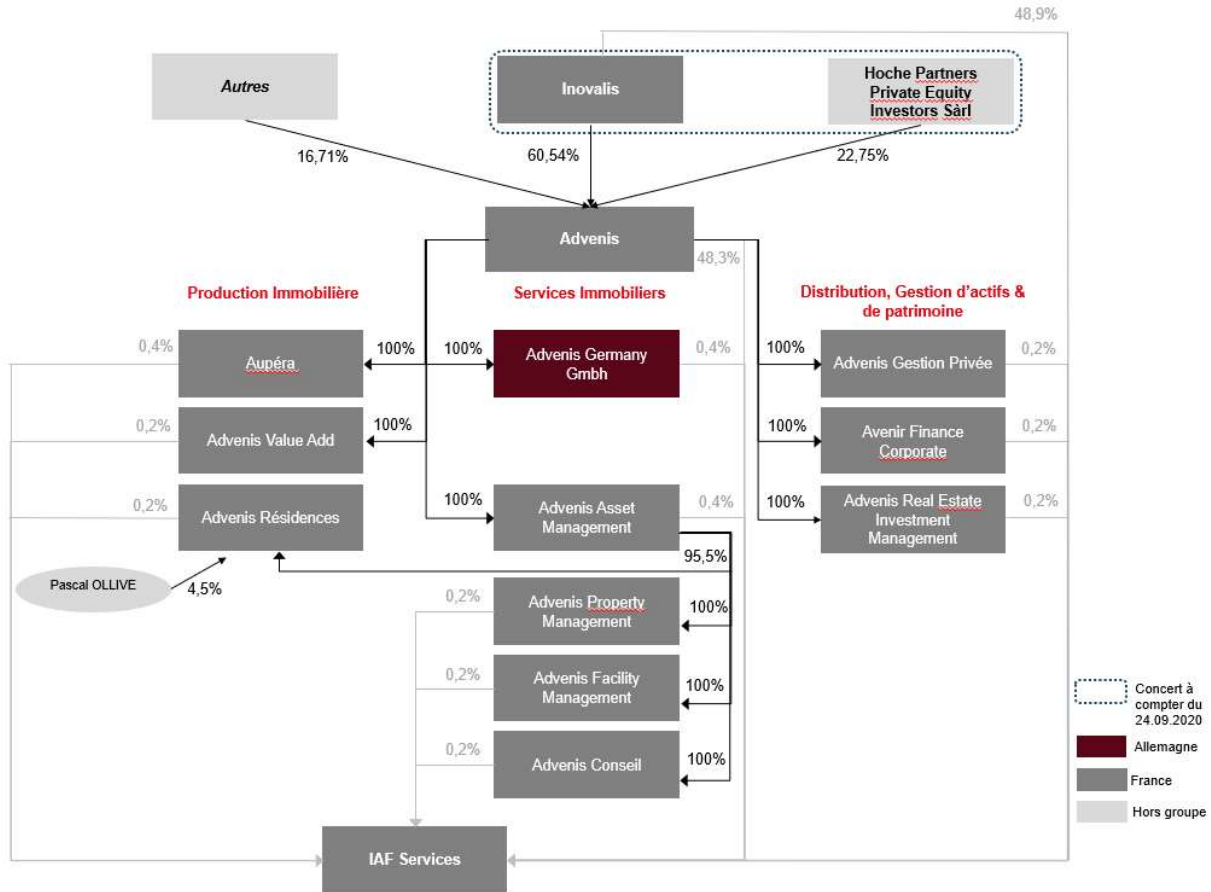 48,9%
Autres
Inovalis
Hoche Partners
Private Equity
Investors Sàrl
16,71%
60,54%
22,75%
Advenis
48,3%
Production Immobilière
Services Immobiliers
Distribution, Gestion d'actifs &
de patrimoine
0,4%
Aupéra
100%
100%
Advenis Germany
Gmbh
0,4%
100%
Advenis Gestion Privée
0,2%
0,2%
Advenis Value Add
100%
100%
Avenir Finance
Corporate
0,2%
0,2%
Advenis Résidences
100%
Advenis Asset
Management
0,4%
100%
Advenis Real Estate
Investment
Management
0,2%
95,5%
Pascal OLLIVE
4,5%
0,2%
Advenis Property
Management
100%
0,2%
Advenis Facility
Management
100%
0,2%
Advenis Conseil
100%
IAF Services
Concert à
compter du
24.09.2020
Allemagne
France
Hors groupe